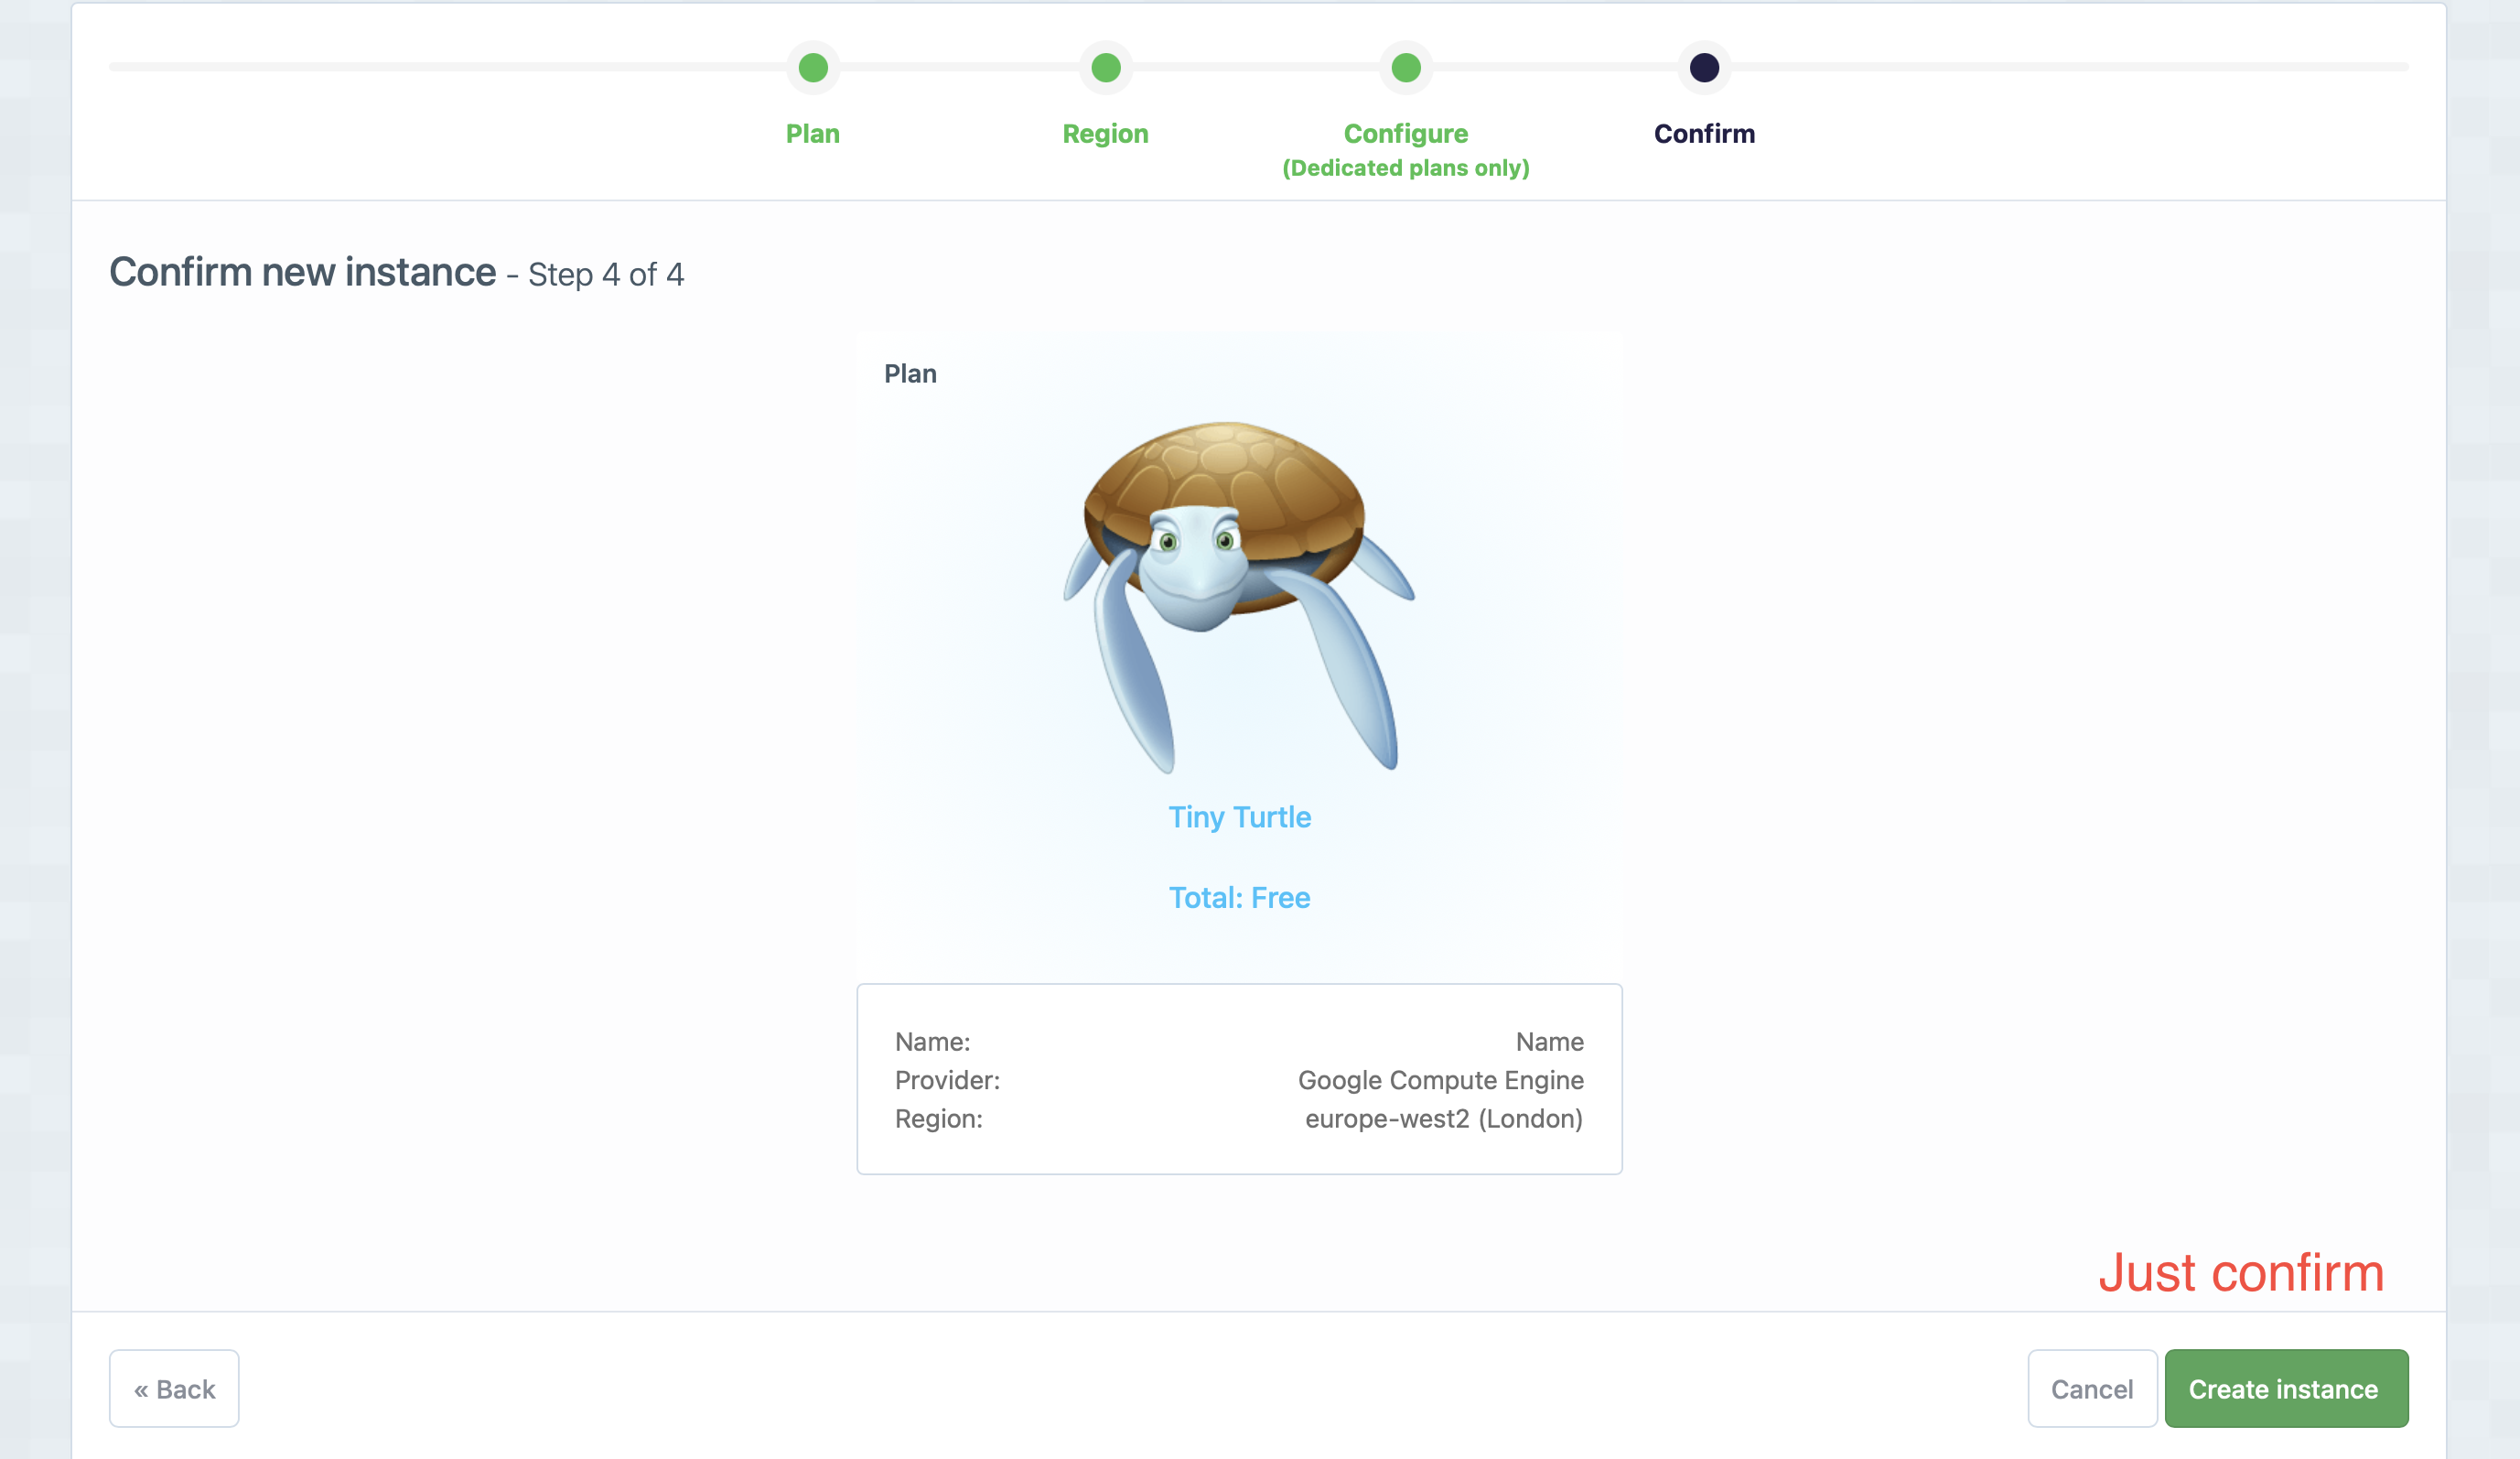 Plan
Region
Configure
(Dedicated plans only)
Confirm
Confirm new instance - Step 4 of 4
Plan
Tiny Turtle
Total: Free
Name: Name
Provider: Google Compute Engine
Region: europe-west2 (London)
Just confirm
« Back
Cancel
Create instance